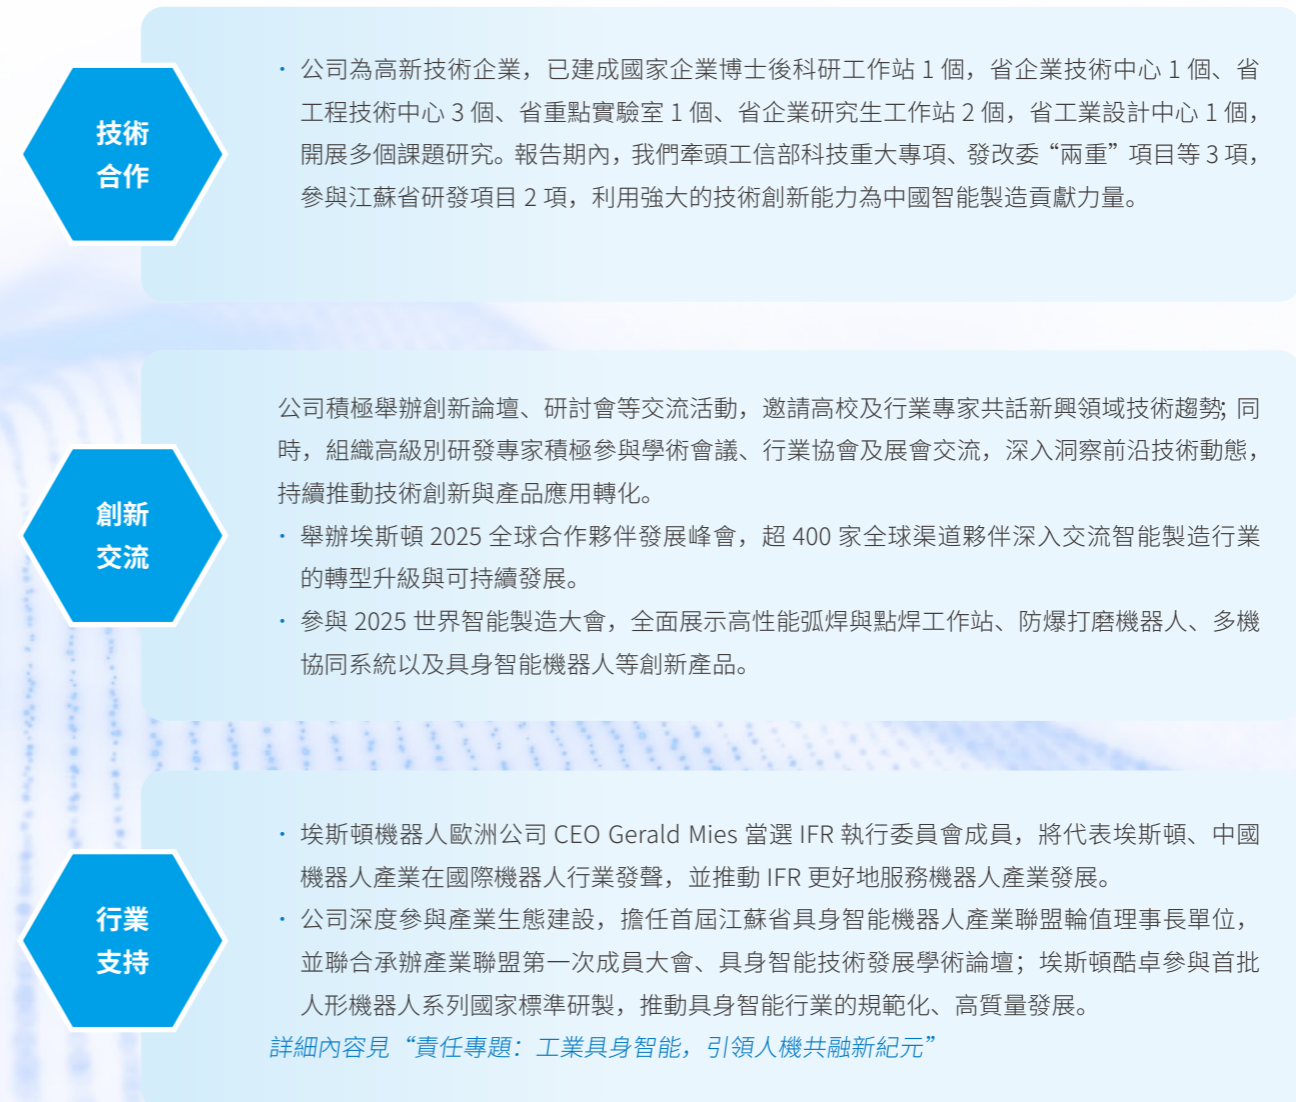 技術
合作
· 公司為高新技術企業，已建成國家企業博士後科研工作站 1 個，省企業技術中心 1 個、省
工程技術中心 3 個、省重點實驗室 1 個、省企業研究生工作站 2 個，省工業設計中心 1 個，
開展多個課題研究。報告期內，我們牽頭工信部科技重大專項、發改委“兩重”項目等 3 項，
參與江蘇省研發項目 2 項，利用強大的技術創新能力為中國智能製造貢獻力量。
創新
交流
公司積極舉辦創新論壇、研討會等交流活動，邀請高校及行業專家共話新興領域技術趨勢；同
時，組織高級別研發專家積極參與學術會議、行業協會及展會交流，深入洞察前沿技術動態，
持續推動技術創新與產品應用轉化。
· 舉辦埃斯頓 2025 全球合作夥伴發展峰會，超 400 家全球渠道夥伴深入交流智能製造行業
的轉型升級與可持續發展。
· 參與 2025 世界智能製造大會，全面展示高性能弧焊與點焊工作站、防爆打磨機器人、多機
協同系統以及具身智能機器人等創新產品。
行業
支持
· 埃斯頓機器人歐洲公司 CEO Gerald Mies 當選 IFR 執行委員會成員，將代表埃斯頓、中國
機器人產業在國際機器人行業發聲，並推動 IFR 更好地服務機器人產業發展。
· 公司深度參與產業生態建設，擔任首屆江蘇省具身智能機器人產業聯盟輪值理事長單位，
並聯合承辦產業聯盟第一次成員大會、具身智能技術發展學術論壇；埃斯頓酷卓參與首批
人形機器人系列國家標準研製，推動具身智能行業的規範化、高質量發展。
詳細內容見“責任專題：工業具身智能，引領人機共融新紀元”